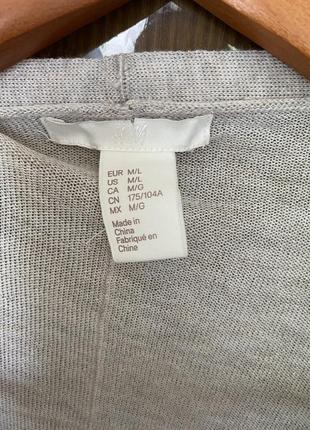 EUR M/L
US M/L
CA M/G
CN 175/104A
MX M/G
Made in
China
Fabriqué en
Chine